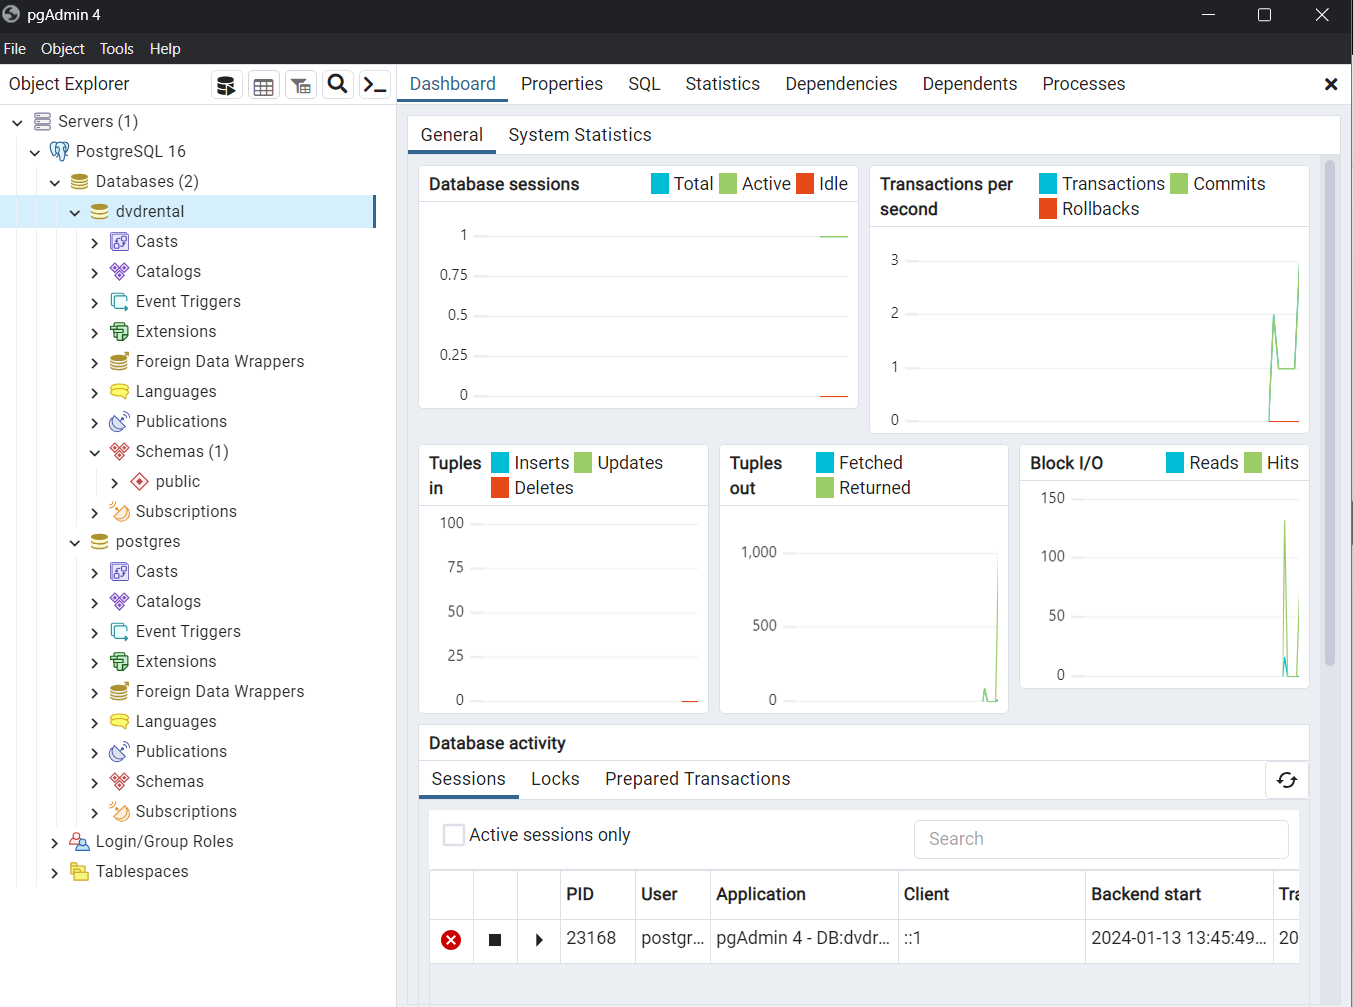 pgAdmin 4
File Object Tools Help
Object Explorer
Servers (1)
PostgreSQL 16
Databases (2)
dvdrental
Casts
Catalogs
Event Triggers
Extensions
Foreign Data Wrappers
Languages
Publications
Schemas (1)
public
Subscriptions
postgres
Casts
Catalogs
Event Triggers
Extensions
Foreign Data Wrappers
Languages
Publications
Schemas
Subscriptions
Login/Group Roles
Tablespaces
Dashboard Properties SQL Statistics Dependencies Dependents Processes
General System Statistics
Database sessions Total Active Idle
1
0.75
0.5
0.25
0
Transactions per second Transactions Commits Rollbacks
3
2
1
0
Tuples in Inserts Updates Deletes
100
75
50
25
0
Tuples out Fetched Returned
1,000
500
0
Block I/O Reads Hits
150
100
50
0
Database activity
Sessions Locks Prepared Transactions
Active sessions only Search
PID User Application Client Backend start Tra
23168 postgr... pgAdmin 4 - DB:dvdr... ::1 2024-01-13 13:45:49... 20